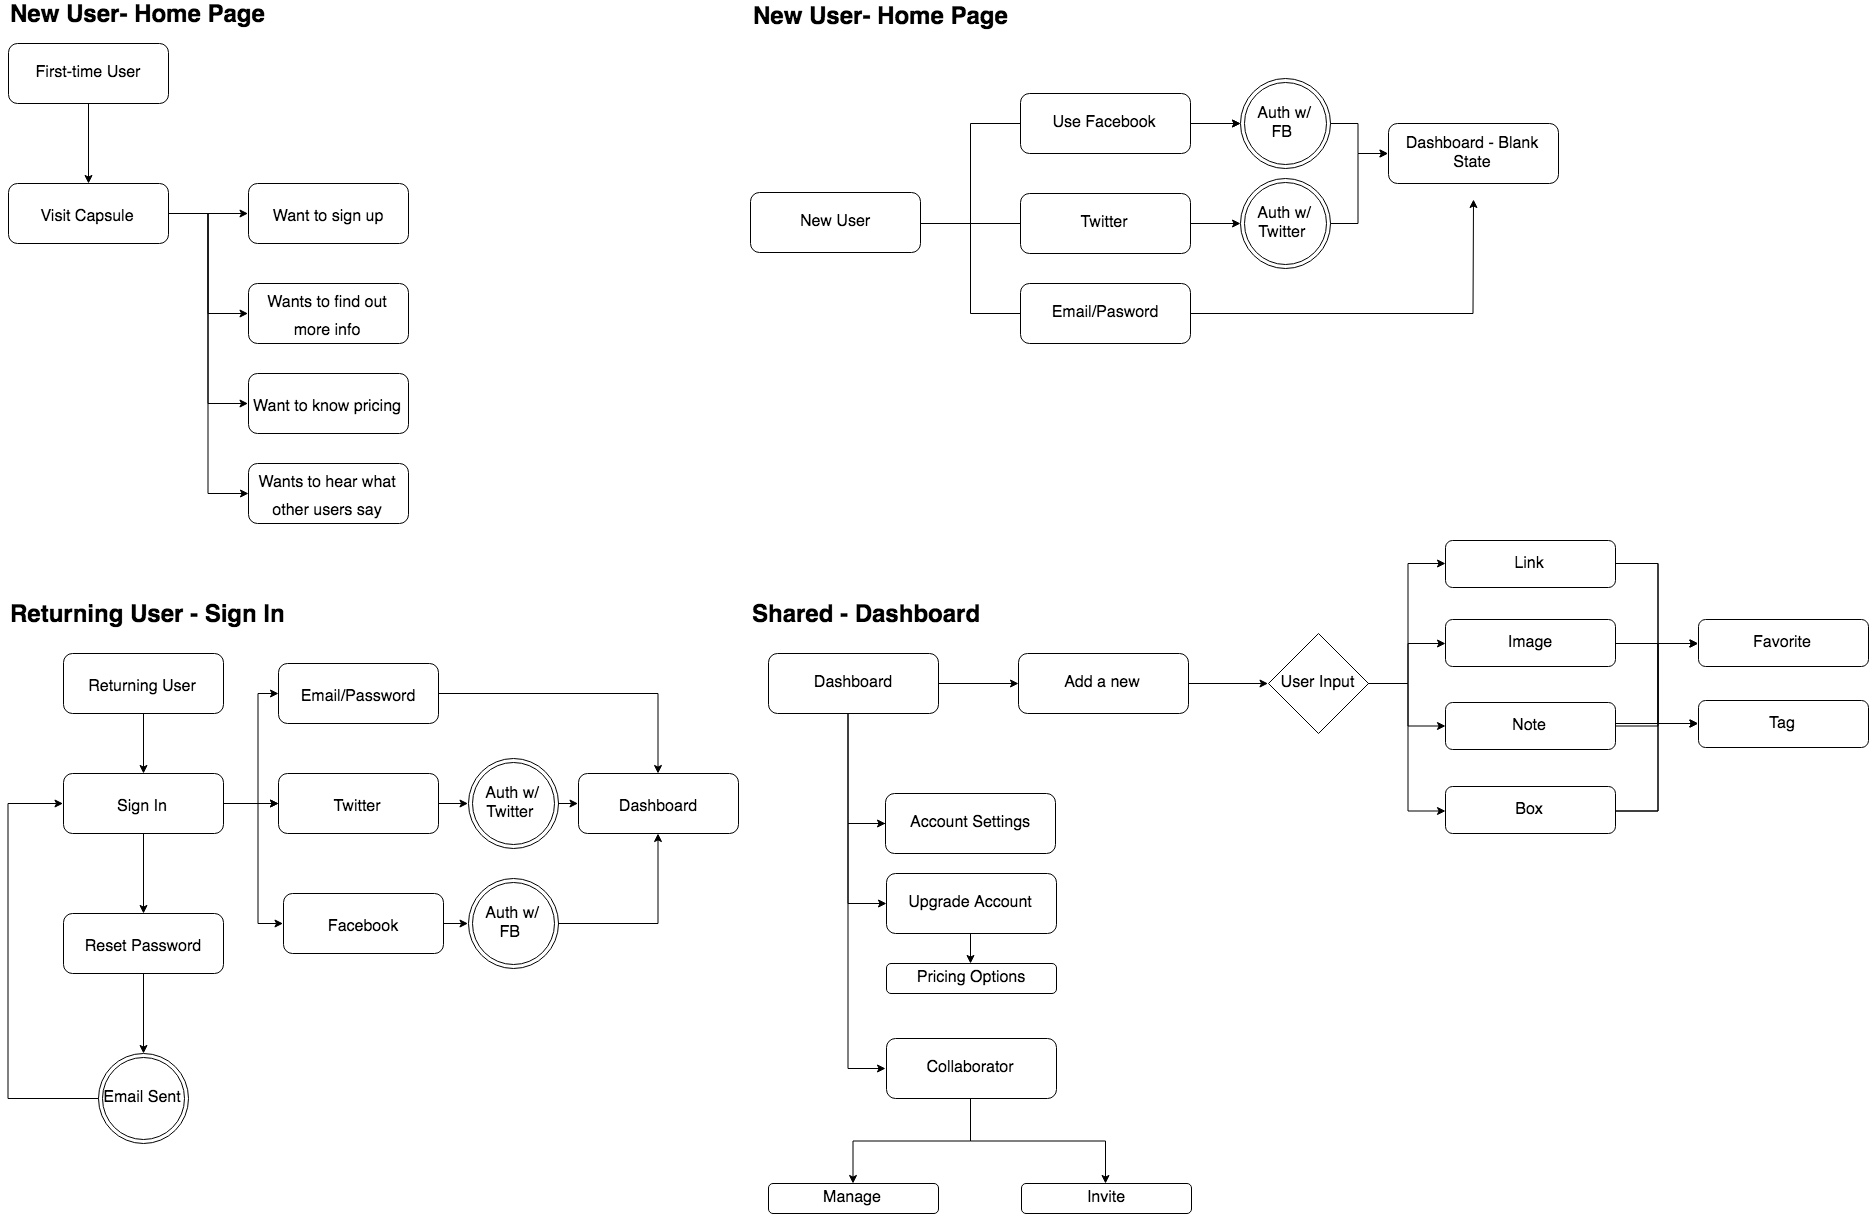 New User- Home Page
First-time User
Visit Capsule
Want to sign up
Wants to find out
more info
Want to know pricing
Wants to hear what
other users say
New User- Home Page
New User
Use Facebook
Auth w/
FB
Twitter
Auth w/
Twitter
Email/Pasword
Dashboard - Blank
State
Returning User - Sign In
Returning User
Sign In
Reset Password
Email Sent
Email/Password
Twitter
Auth w/
Twitter
Dashboard
Facebook
Auth w/
FB
Shared - Dashboard
Dashboard
Add a new
User Input
Link
Image
Note
Box
Favorite
Tag
Account Settings
Upgrade Account
Pricing Options
Collaborator
Manage
Invite